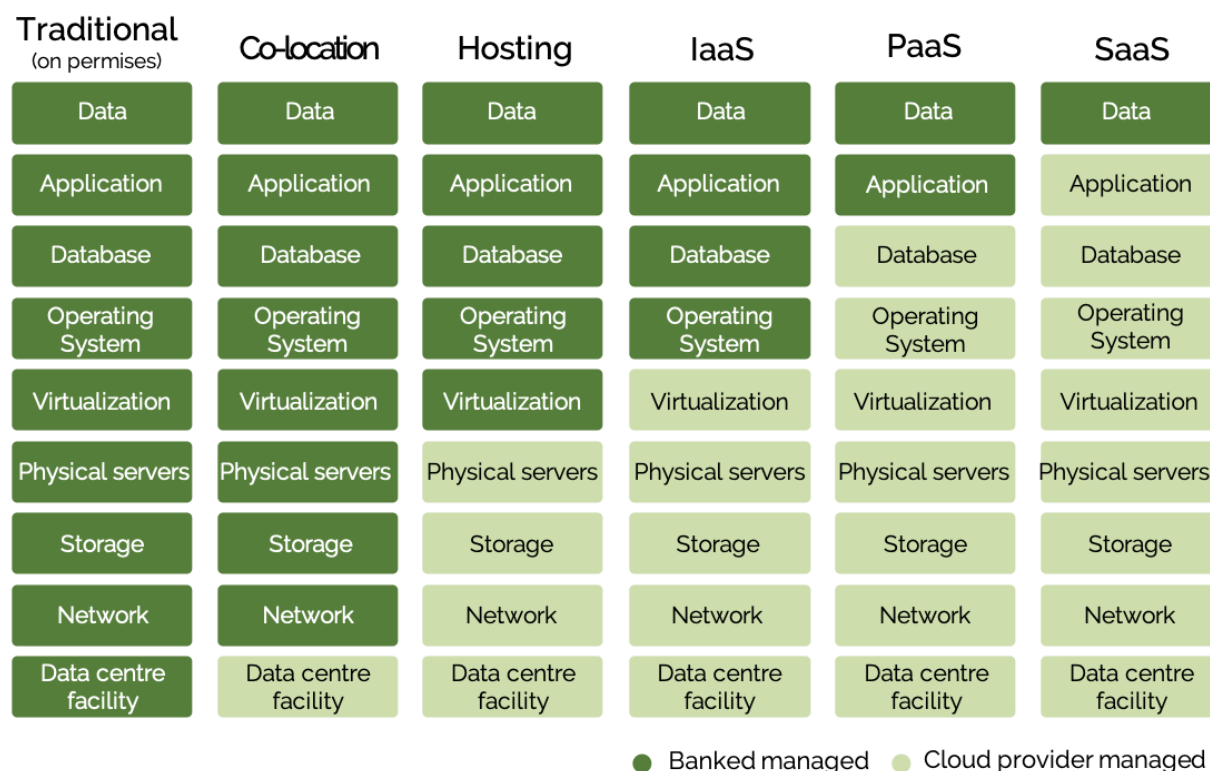 Traditional
(on permises)
Co-location
Hosting
IaaS
PaaS
SaaS
Data
Data
Data
Data
Data
Data
Application
Application
Application
Application
Application
Application
Database
Database
Database
Database
Database
Database
Operating
System
Operating
System
Operating
System
Operating
System
Operating
System
Operating
System
Virtualization
Virtualization
Virtualization
Virtualization
Virtualization
Virtualization
Physical servers
Physical servers
Physical servers
Physical servers
Physical servers
Physical servers
Storage
Storage
Storage
Storage
Storage
Storage
Network
Network
Network
Network
Network
Network
Data centre
facility
Data centre
facility
Data centre
facility
Data centre
facility
Data centre
facility
Data centre
facility
Banked managed
Cloud provider managed